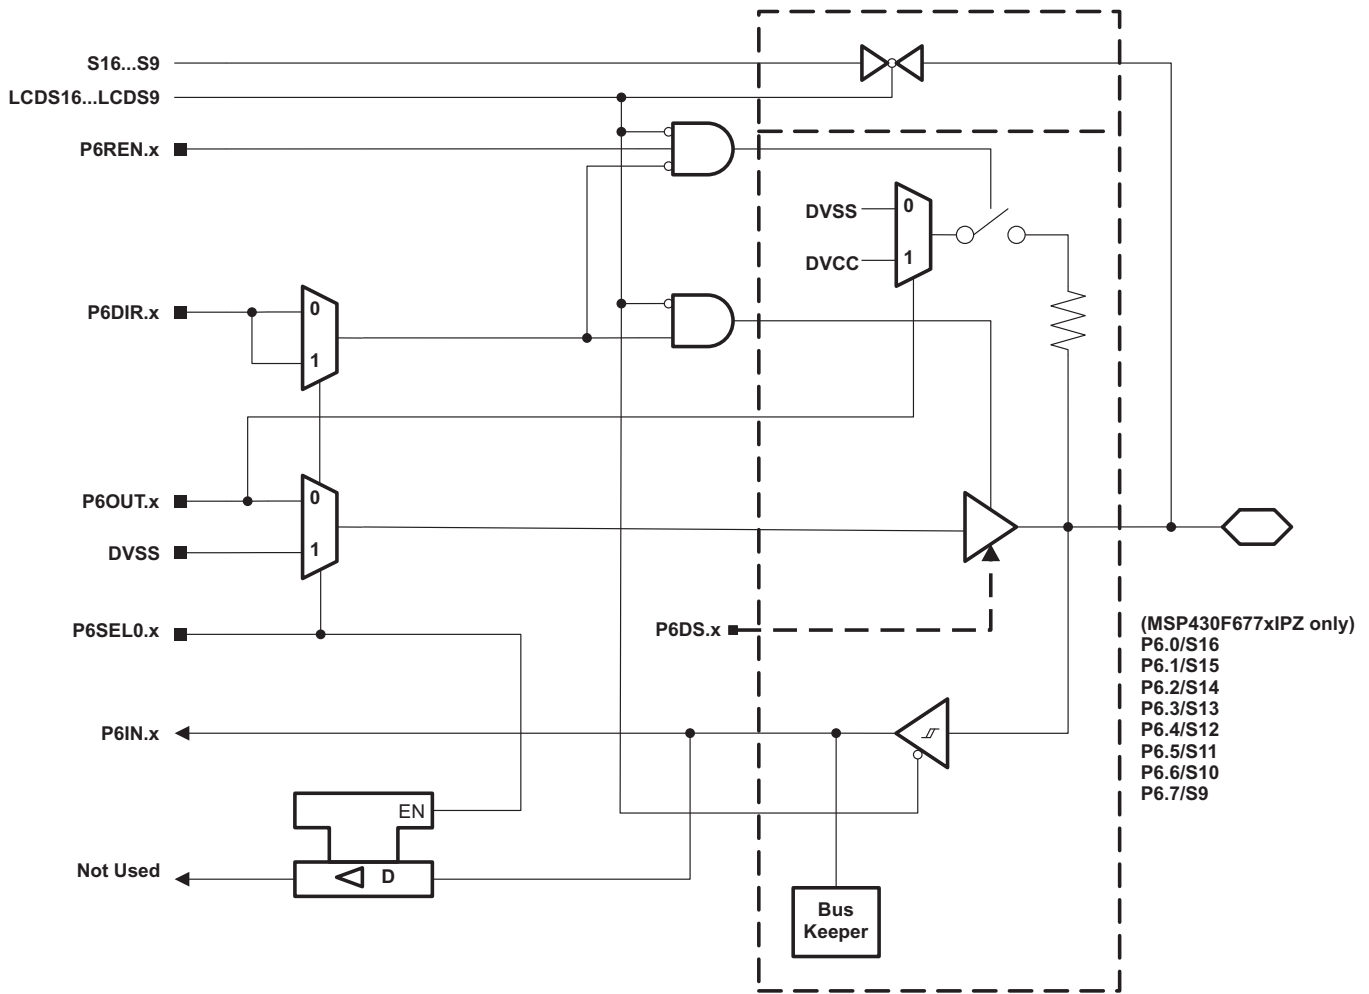 S16...S9
LCDS16...LCDS9
P6REN.x
DVSS
0
DVCC
1
P6DIR.x
0
1
P6OUT.x
0
DVSS
1
P6SEL0.x
P6DS.x
(MSP430F677xIPZ only)
P6.0/S16
P6.1/S15
P6.2/S14
P6.3/S13
P6.4/S12
P6.5/S11
P6.6/S10
P6.7/S9
P6IN.x
EN
Not Used
D
Bus
Keeper